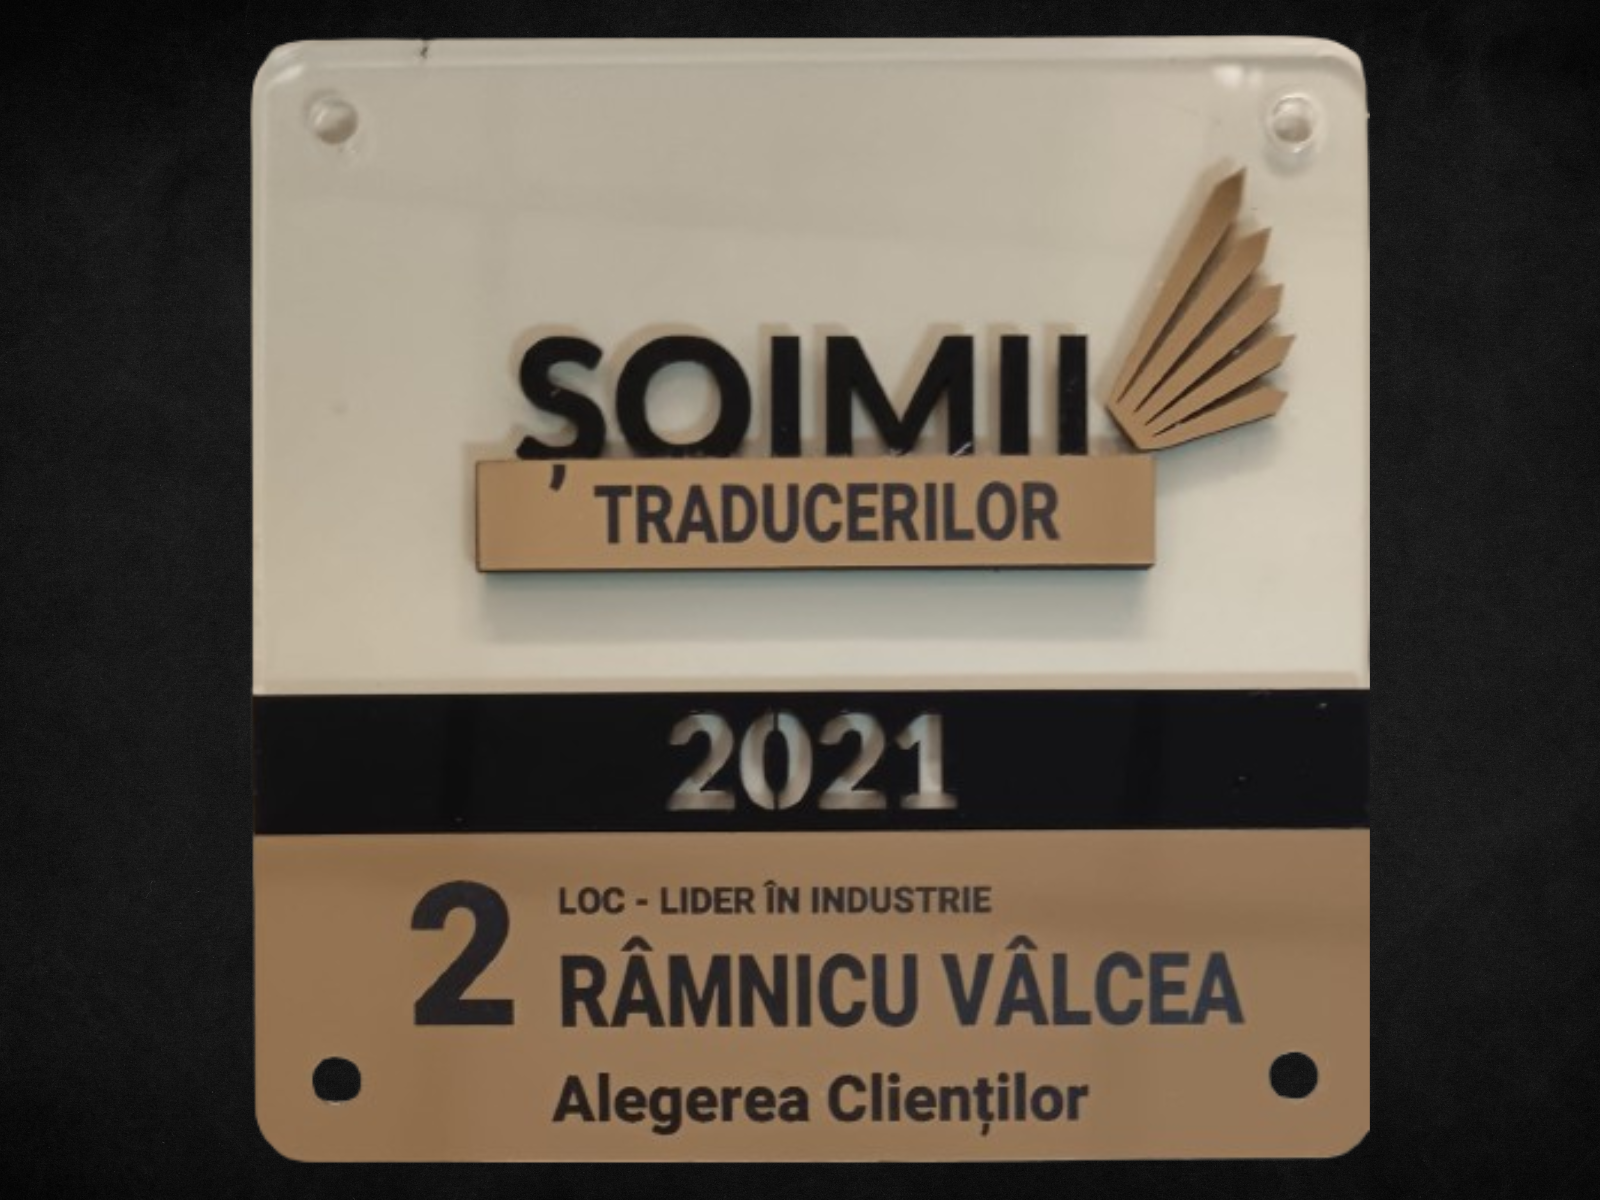 ȘOIMII
TRADUCERILOR
2021
2 LOC - LIDER ÎN INDUSTRIE
RÂMNICU VÂLCEA
Alegerea Clienților